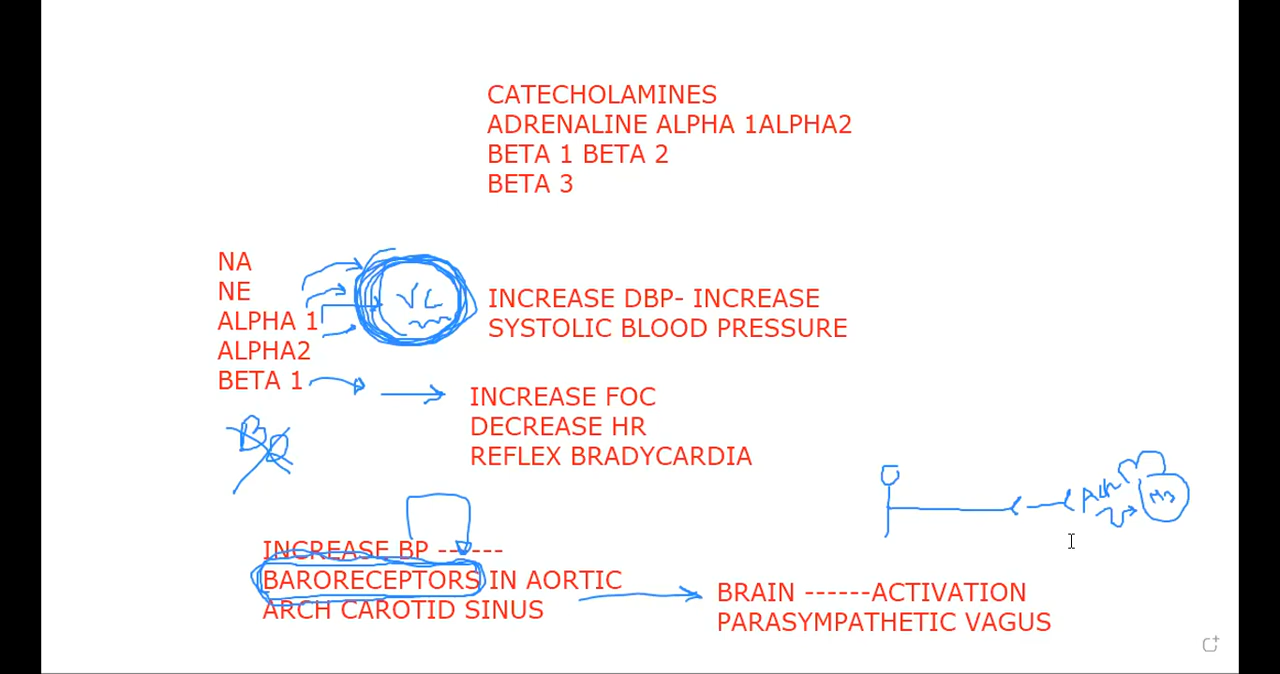 CATECHOLAMINES
ADRENALINE ALPHA 1ALPHA2
BETA 1 BETA 2
BETA 3
NA
NE
ALPHA 1
ALPHA2
BETA 1
VC
INCREASE DBP- INCREASE
SYSTOLIC BLOOD PRESSURE
INCREASE FOC
DECREASE HR
REFLEX BRADYCARDIA
INCREASE BP ------
BARORECEPTORS IN AORTIC
ARCH CAROTID SINUS
BRAIN ------ACTIVATION
PARASYMPATHETIC VAGUS
Ach